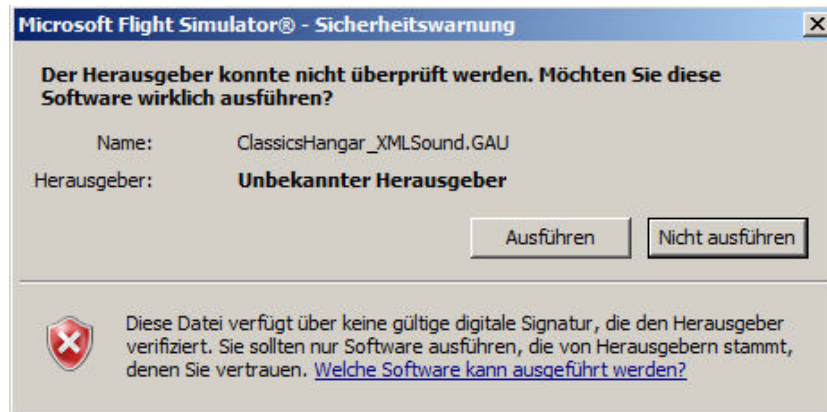 Microsoft Flight Simulator® - Sicherheitswarnung
Der Herausgeber konnte nicht überprüft werden. Möchten Sie diese
Software wirklich ausführen?
Name: ClassicsHangar_XMLSound.GAU
Herausgeber: Unbekannter Herausgeber
Ausführen Nicht ausführen
Diese Datei verfügt über keine gültige digitale Signatur, die den Herausgeber
verifiziert. Sie sollten nur Software ausführen, die von Herausgebern stammt,
denen Sie vertrauen. Welche Software kann ausgeführt werden?